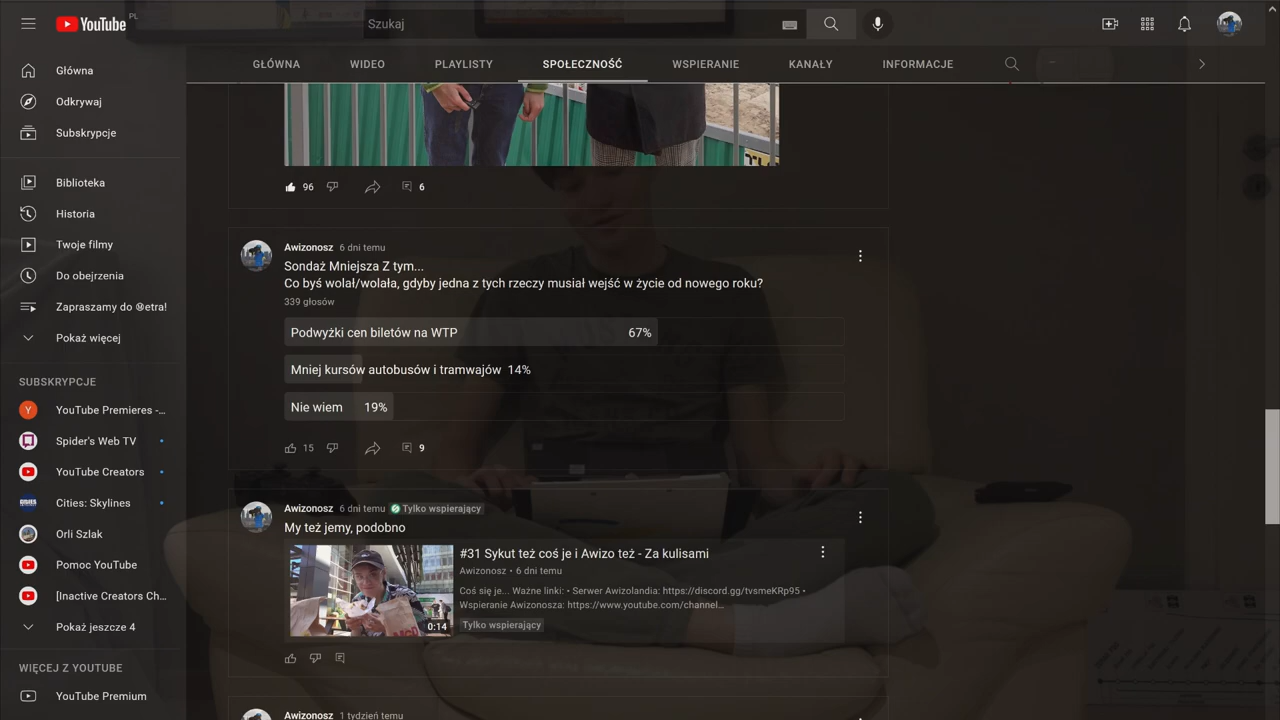 YouTube PL
Szukaj
GŁÓWNA WIDEO PLAYLISTY SPOŁECZNOŚĆ WSPIERANIE KANAŁY INFORMACJE
Główna
Odkrywaj
Subskrypcje
Biblioteka
Historia
Twoje filmy
Do obejrzenia
Zapraszamy do Ⓜetra!
Pokaż więcej
SUBSKRYPCJE
YouTube Premieres -...
Spider's Web TV
YouTube Creators
Cities: Skylines
Orli Szlak
Pomoc YouTube
[Inactive Creators Ch...
Pokaż jeszcze 4
WIĘCEJ Z YOUTUBE
YouTube Premium
96 6
Awizonosz 6 dni temu
Sondaż Mniejsza Z tym...
Co byś wolał/wolała, gdyby jedna z tych rzeczy musiał wejść w życie od nowego roku?
339 głosów
Podwyżki cen biletów na WTP 67%
Mniej kursów autobusów i tramwajów 14%
Nie wiem 19%
15 9
Awizonosz 6 dni temu Tylko wspierający
My też jemy, podobno
#31 Sykut też coś je i Awizo też - Za kulisami
Awizonosz • 6 dni temu
Coś się je... Ważne linki: • Serwer Awizolandia: https://discord.gg/tvsmeKRp95 •
Wspieranie Awizonosza: https://www.youtube.com/channel...
Tylko wspierający
0:14
Awizonosz 1 tydzień temu